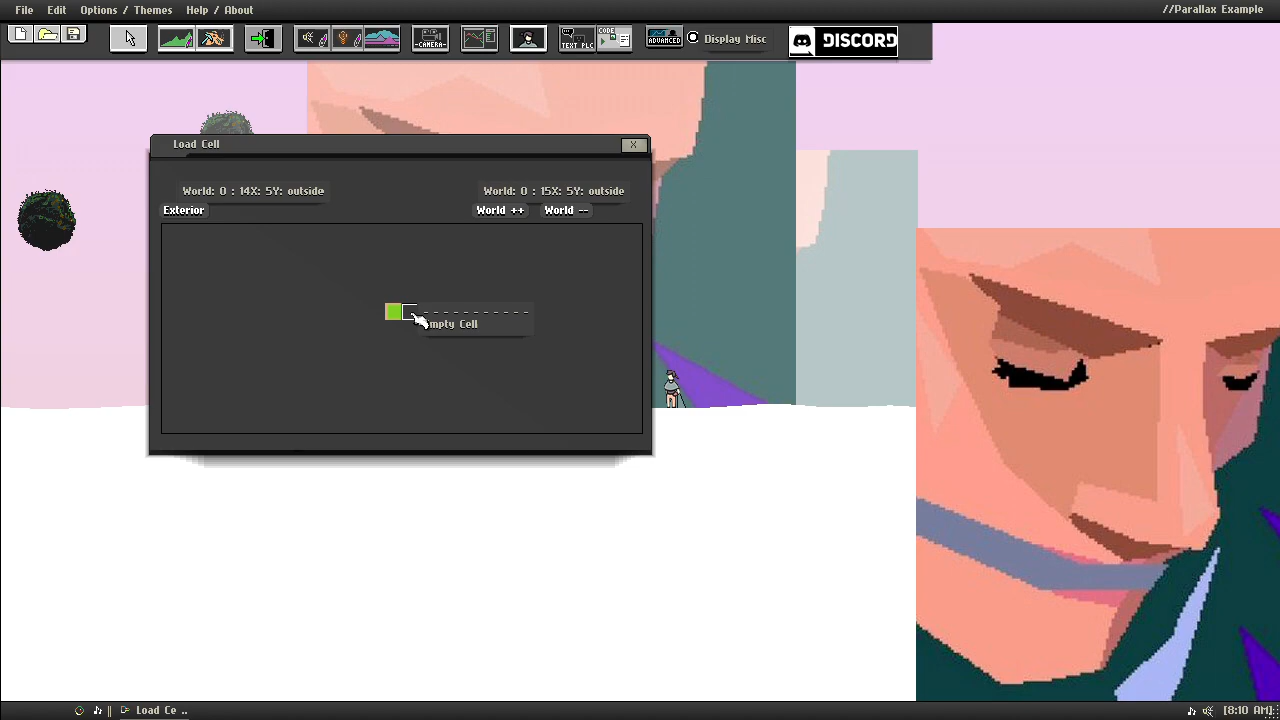 File Edit Options / Themes Help / About //Parallax Example
-CAMERA- TEXT PLC CODE ADVANCED Display Misc DISCORD
Load Cell X
World: 0 : 14X: 5Y: outside World: 0 : 15X: 5Y: outside
Exterior World ++ World --
- - - - - - - - - -
mpty Cell
Load Ce .. [8:10 AM]